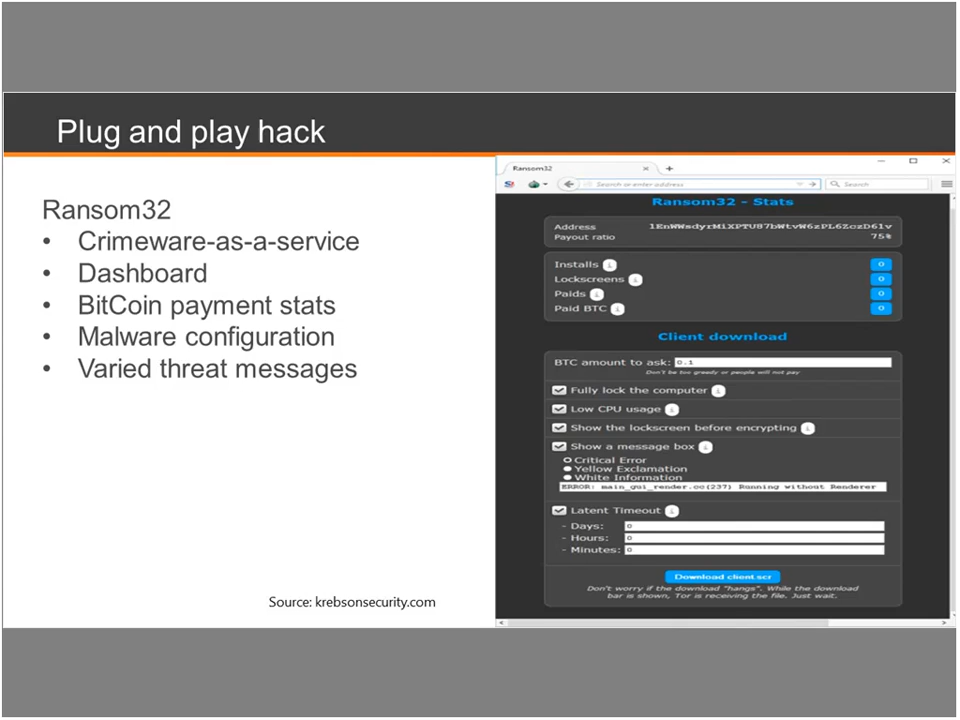 Plug and play hack
Ransom32
• Crimeware-as-a-service
• Dashboard
• BitCoin payment stats
• Malware configuration
• Varied threat messages
Source: krebsonsecurity.com
Ransom32
Search or enter address
Search
Ransom32 - Stats
Address
Payout ratio 75%
Installs i 0
Lockscreens i 0
Paids i 0
Paid BTC i 0
Client download
BTC amount to ask: 0.1
Don't be too greedy or people will not pay
Fully lock the computer i
Low CPU usage i
Show the lockscreen before encrypting i
Show a message box i
Critical Error
Yellow Exclamation
White Information
ERROR: main_gui_render.cc(237) Running without Renderer
Latent Timeout i
- Days: 0
- Hours: 0
- Minutes: 0
Download client.scr
Don't worry if the download "hangs". While the download
bar is shown, Tor is receiving the file. Just wait.